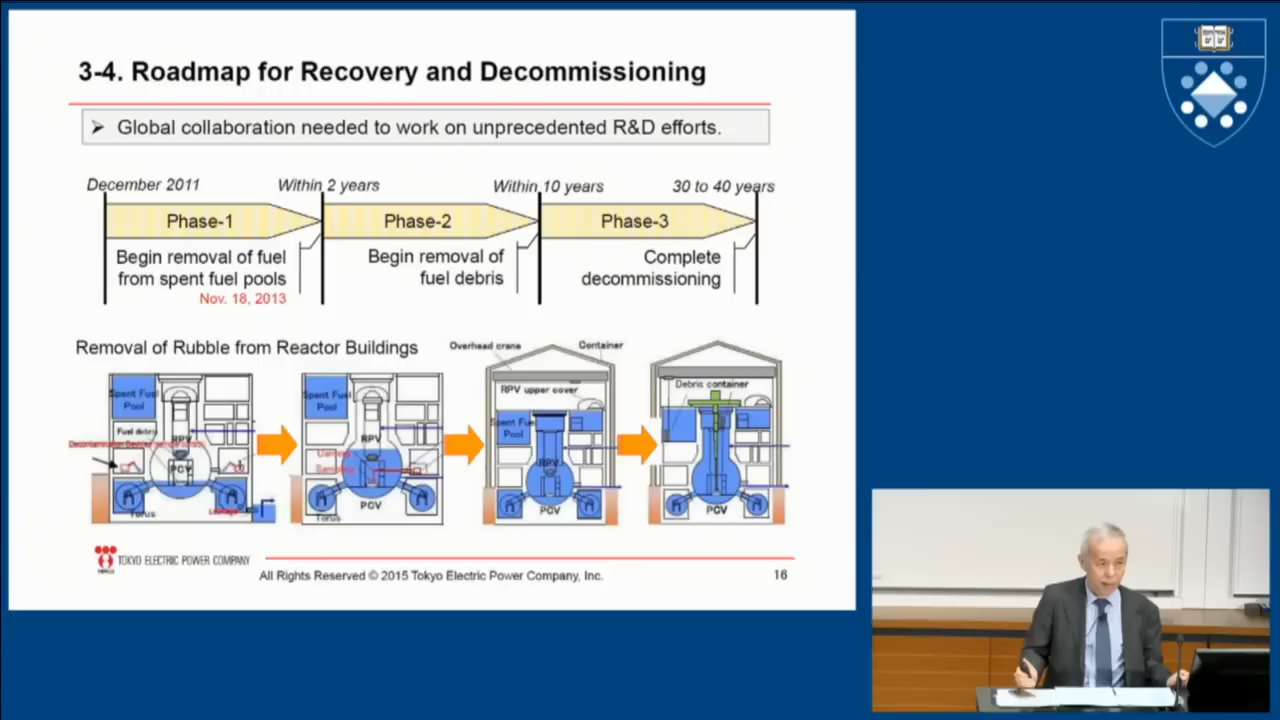 3-4. Roadmap for Recovery and Decommissioning
➢ Global collaboration needed to work on unprecedented R&D efforts.
December 2011
Within 2 years
Within 10 years
30 to 40 years
Phase-1
Phase-2
Phase-3
Begin removal of fuel
from spent fuel pools
Nov. 18, 2013
Begin removal of
fuel debris
Complete
decommissioning
Removal of Rubble from Reactor Buildings
Spent Fuel
Pool
Fuel debris
RPV
PCV
Torus
Leakage
Spent Fuel
Pool
RPV
PCV
Torus
Overhead crane
Container
RPV upper cover
Spent Fuel
Pool
RPV
PCV
Debris container
PCV
TOKYO ELECTRIC POWER COMPANY
All Rights Reserved © 2015 Tokyo Electric Power Company, Inc.
16